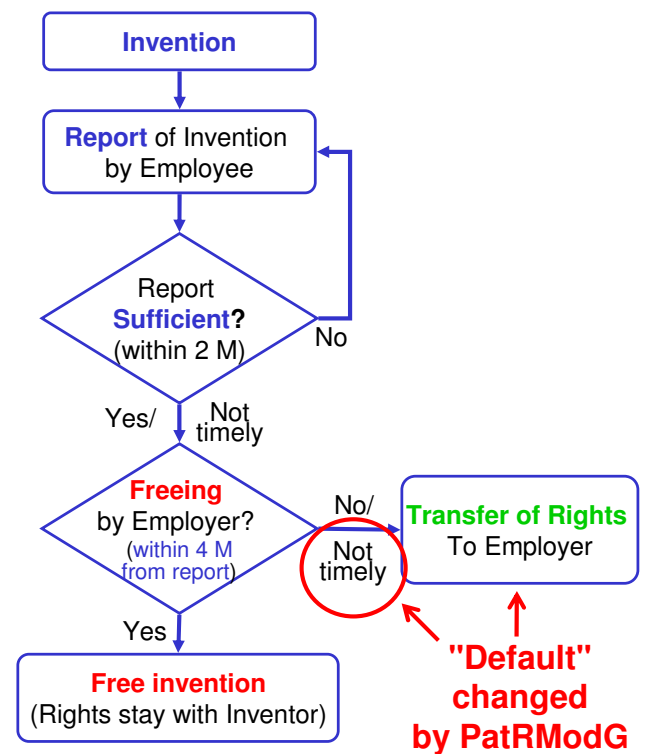 Invention
Report of Invention
by Employee
Report
Sufficient?
(within 2 M)
No
Yes/
Not
timely
Freeing
by Employer?
(within 4 M
from report)
No/
Not
timely
Transfer of Rights
To Employer
Yes
Free invention
(Rights stay with Inventor)
"Default"
changed
by PatRModG